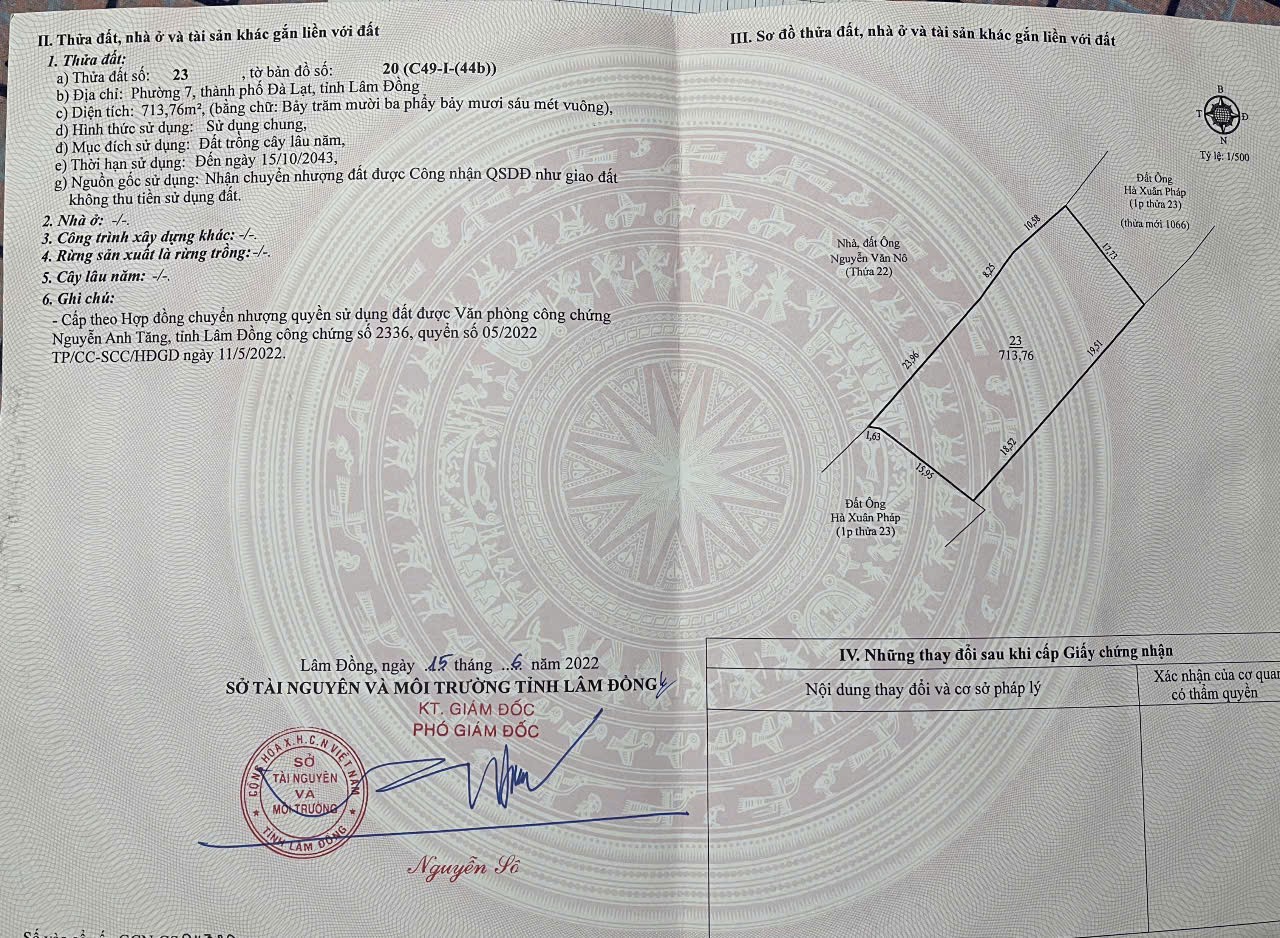 II. Thửa đất, nhà ở và tài sản khác gắn liền với đất
1. Thửa đất:
a) Thửa đất số: 23 , tờ bản đồ số: 20 (C49-I-(44b))
b) Địa chỉ: Phường 7, thành phố Đà Lạt, tỉnh Lâm Đồng
c) Diện tích: 713,76m², (bằng chữ: Bảy trăm mười ba phẩy bảy mươi sáu mét vuông),
d) Hình thức sử dụng: Sử dụng chung,
đ) Mục đích sử dụng: Đất trồng cây lâu năm,
e) Thời hạn sử dụng: Đến ngày 15/10/2043,
g) Nguồn gốc sử dụng: Nhận chuyển nhượng đất được Công nhận QSDĐ như giao đất
không thu tiền sử dụng đất.
2. Nhà ở: -/-.
3. Công trình xây dựng khác: -/-.
4. Rừng sản xuất là rừng trồng: -/-.
5. Cây lâu năm: -/-.
6. Ghi chú:
- Cấp theo Hợp đồng chuyển nhượng quyền sử dụng đất được Văn phòng công chứng
Nguyễn Anh Tăng, tỉnh Lâm Đồng công chứng số 2336, quyển số 05/2022
TP/CC-SCC/HĐGD ngày 11/5/2022.
Lâm Đồng, ngày 15 tháng 6 năm 2022
SỞ TÀI NGUYÊN VÀ MÔI TRƯỜNG TỈNH LÂM ĐỒNG
KT. GIÁM ĐỐC
PHÓ GIÁM ĐỐC
CỘNG HÒA X.H.C.N VIỆT NAM
SỞ
TÀI NGUYÊN
VÀ
MÔI TRƯỜNG
★ TỈNH LÂM ĐỒNG ★
Nguyễn Số
III. Sơ đồ thửa đất, nhà ở và tài sản khác gắn liền với đất
B
T Đ
N
Tỷ lệ: 1/500
Đất Ông
Hà Xuân Pháp
(1p thửa 23)
(thửa mới 1066)
10,58
17,73
Nhà, đất Ông
Nguyễn Văn Nô
(Thửa 22)
8,25
23
713,76
19,51
23,96
1,63
18,52
15,95
Đất Ông
Hà Xuân Pháp
(1p thửa 23)
IV. Những thay đổi sau khi cấp Giấy chứng nhận
Nội dung thay đổi và cơ sở pháp lý
Xác nhận của cơ quan
có thẩm quyền